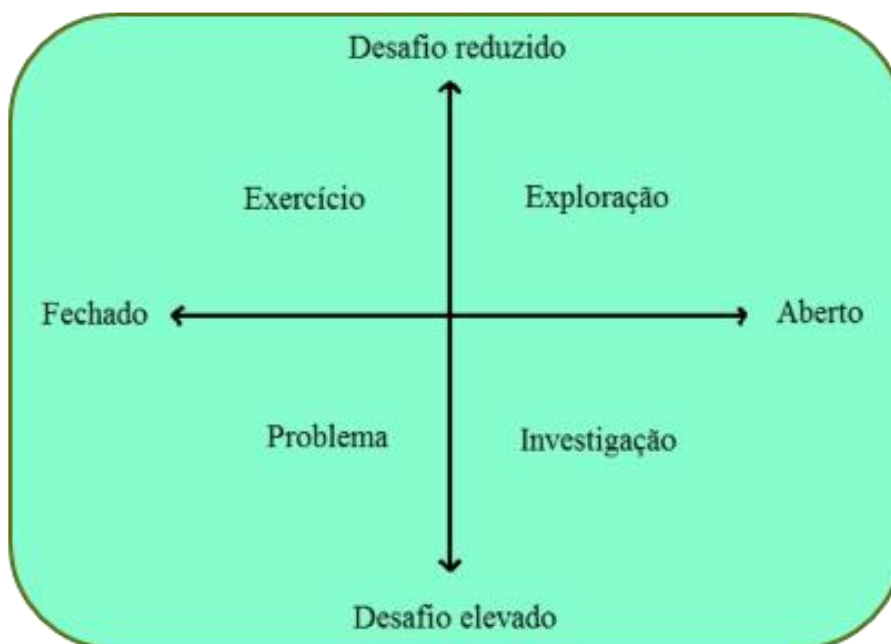 Desafio reduzido
Exercício
Exploração
Fechado
Aberto
Problema
Investigação
Desafio elevado